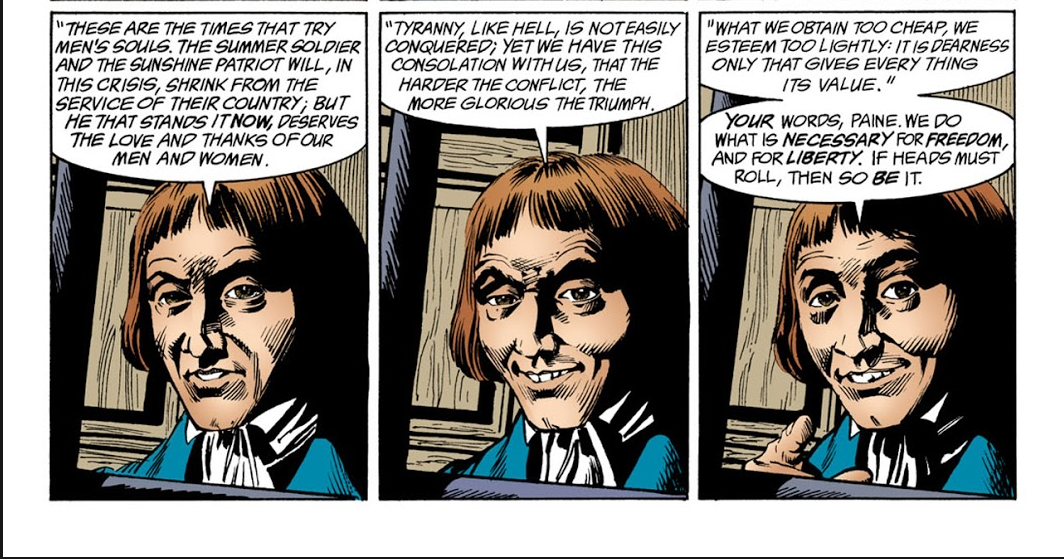 "THESE ARE THE TIMES THAT TRY
MEN'S SOULS. THE SUMMER SOLDIER
AND THE SUNSHINE PATRIOT WILL, IN
THIS CRISIS, SHRINK FROM THE
SERVICE OF THEIR COUNTRY; BUT
HE THAT STANDS IT NOW, DESERVES
THE LOVE AND THANKS OF OUR
MEN AND WOMEN.
"TYRANNY, LIKE HELL, IS NOT EASILY
CONQUERED; YET WE HAVE THIS
CONSOLATION WITH US, THAT THE
HARDER THE CONFLICT, THE
MORE GLORIOUS THE TRIUMPH.
"WHAT WE OBTAIN TOO CHEAP, WE
ESTEEM TOO LIGHTLY: IT IS DEARNESS
ONLY THAT GIVES EVERY THING
ITS VALUE."
YOUR WORDS, PAINE. WE DO
WHAT IS NECESSARY FOR FREEDOM,
AND FOR LIBERTY. IF HEADS MUST
ROLL, THEN SO BE IT.